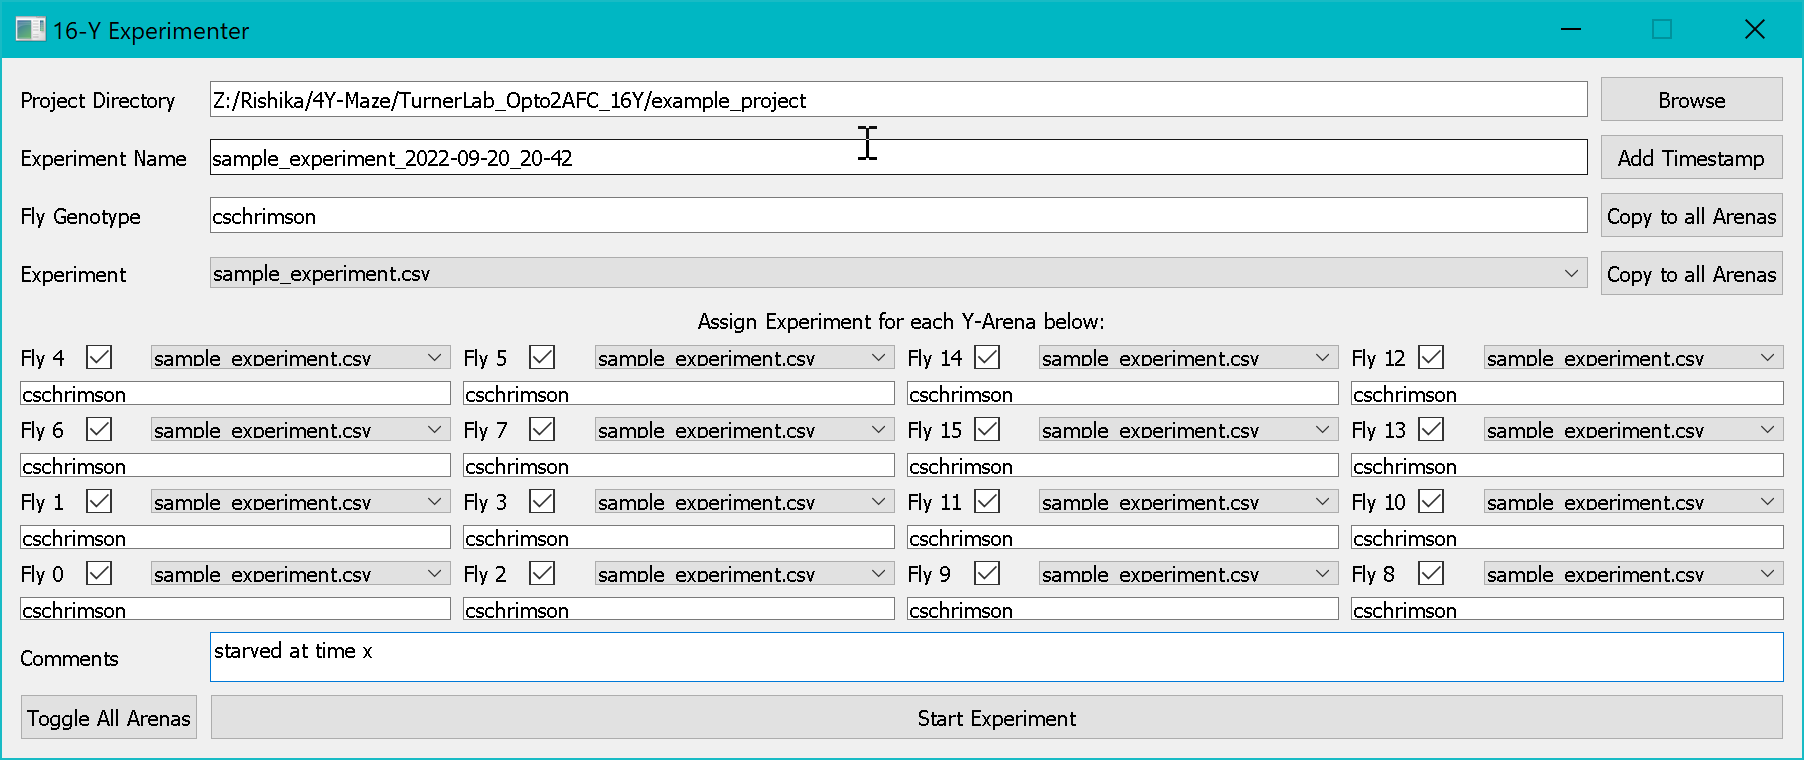 16-Y Experimenter
Project Directory Z:/Rishika/4Y-Maze/TurnerLab_Opto2AFC_16Y/example_project Browse
Experiment Name sample_experiment_2022-09-20_20-42 Add Timestamp
Fly Genotype cschrimson Copy to all Arenas
Experiment sample_experiment.csv Copy to all Arenas
Assign Experiment for each Y-Arena below:
Fly 4 sample_experiment.csv Fly 5 sample_experiment.csv Fly 14 sample_experiment.csv Fly 12 sample_experiment.csv
cschrimson cschrimson cschrimson cschrimson
Fly 6 sample_experiment.csv Fly 7 sample_experiment.csv Fly 15 sample_experiment.csv Fly 13 sample_experiment.csv
cschrimson cschrimson cschrimson cschrimson
Fly 1 sample_experiment.csv Fly 3 sample_experiment.csv Fly 11 sample_experiment.csv Fly 10 sample_experiment.csv
cschrimson cschrimson cschrimson cschrimson
Fly 0 sample_experiment.csv Fly 2 sample_experiment.csv Fly 9 sample_experiment.csv Fly 8 sample_experiment.csv
cschrimson cschrimson cschrimson cschrimson
Comments starved at time x
Toggle All Arenas Start Experiment